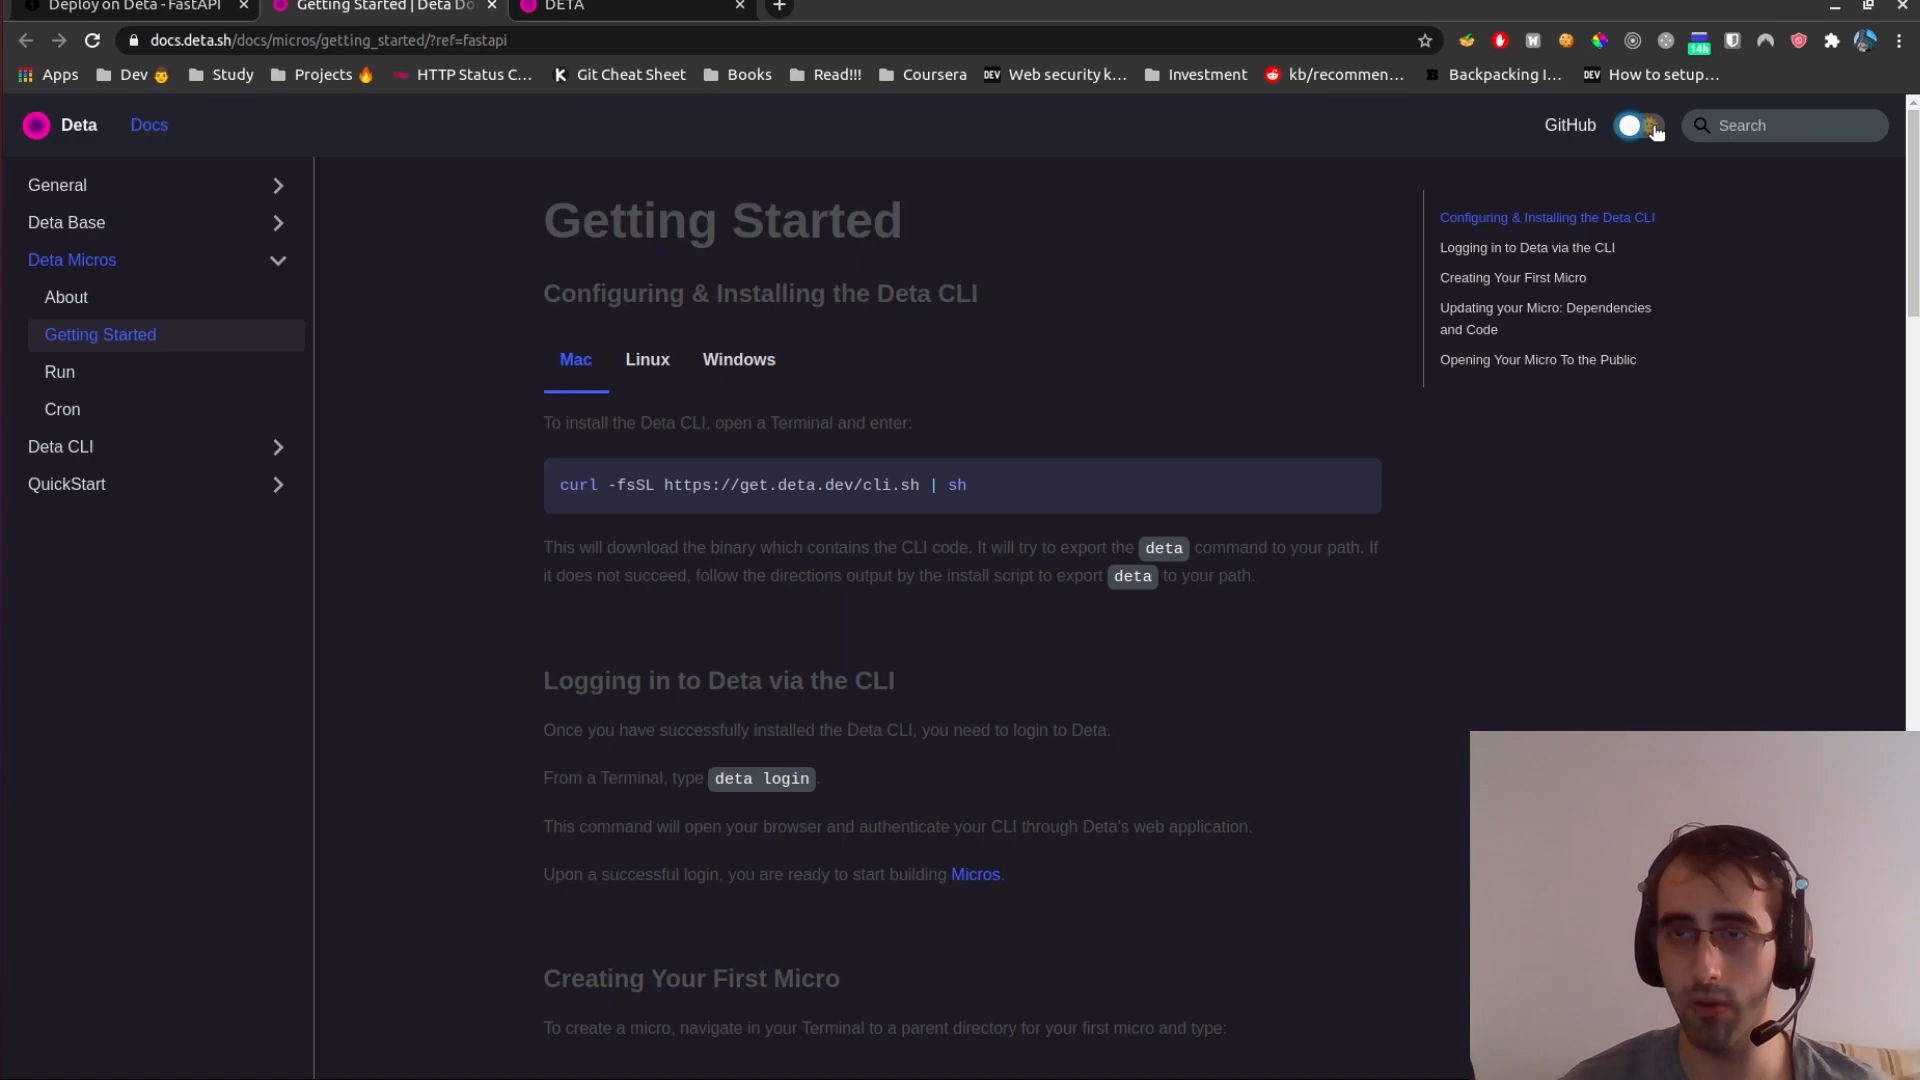 Deploy on Deta - FastAPI
Getting Started | Deta Do
DETA
docs.deta.sh/docs/micros/getting_started/?ref=fastapi
14h
Apps
Dev
Study
Projects
HTTP Status C...
Git Cheat Sheet
Books
Read!!!
Coursera
DEV
Web security k...
Investment
kb/recommen...
Backpacking I...
DEV
How to setup...
Deta
Docs
GitHub
Search
General
Deta Base
Deta Micros
About
Getting Started
Run
Cron
Deta CLI
QuickStart
Getting Started
Configuring & Installing the Deta CLI
Mac
Linux
Windows
To install the Deta CLI, open a Terminal and enter:
curl -fsSL https://get.deta.dev/cli.sh | sh
This will download the binary which contains the CLI code. It will try to export the deta command to your path. If
it does not succeed, follow the directions output by the install script to export deta to your path.
Logging in to Deta via the CLI
Once you have successfully installed the Deta CLI, you need to login to Deta.
From a Terminal, type deta login.
This command will open your browser and authenticate your CLI through Deta's web application.
Upon a successful login, you are ready to start building Micros.
Creating Your First Micro
To create a micro, navigate in your Terminal to a parent directory for your first micro and type:
Configuring & Installing the Deta CLI
Logging in to Deta via the CLI
Creating Your First Micro
Updating your Micro: Dependencies
and Code
Opening Your Micro To the Public